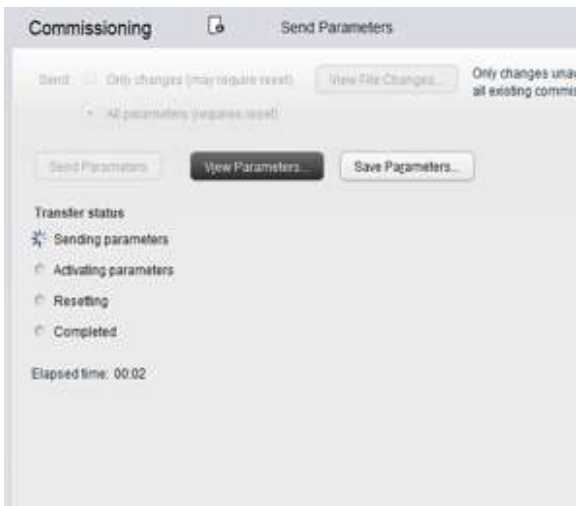 Commissioning Send Parameters
Send: Only changes (may require reset) View File Changes... Only changes
all existing
All parameters (requires reset)
Send Parameters View Parameters... Save Parameters...
Transfer status
Sending parameters
Activating parameters
Resetting
Completed
Elapsed time: 00:02